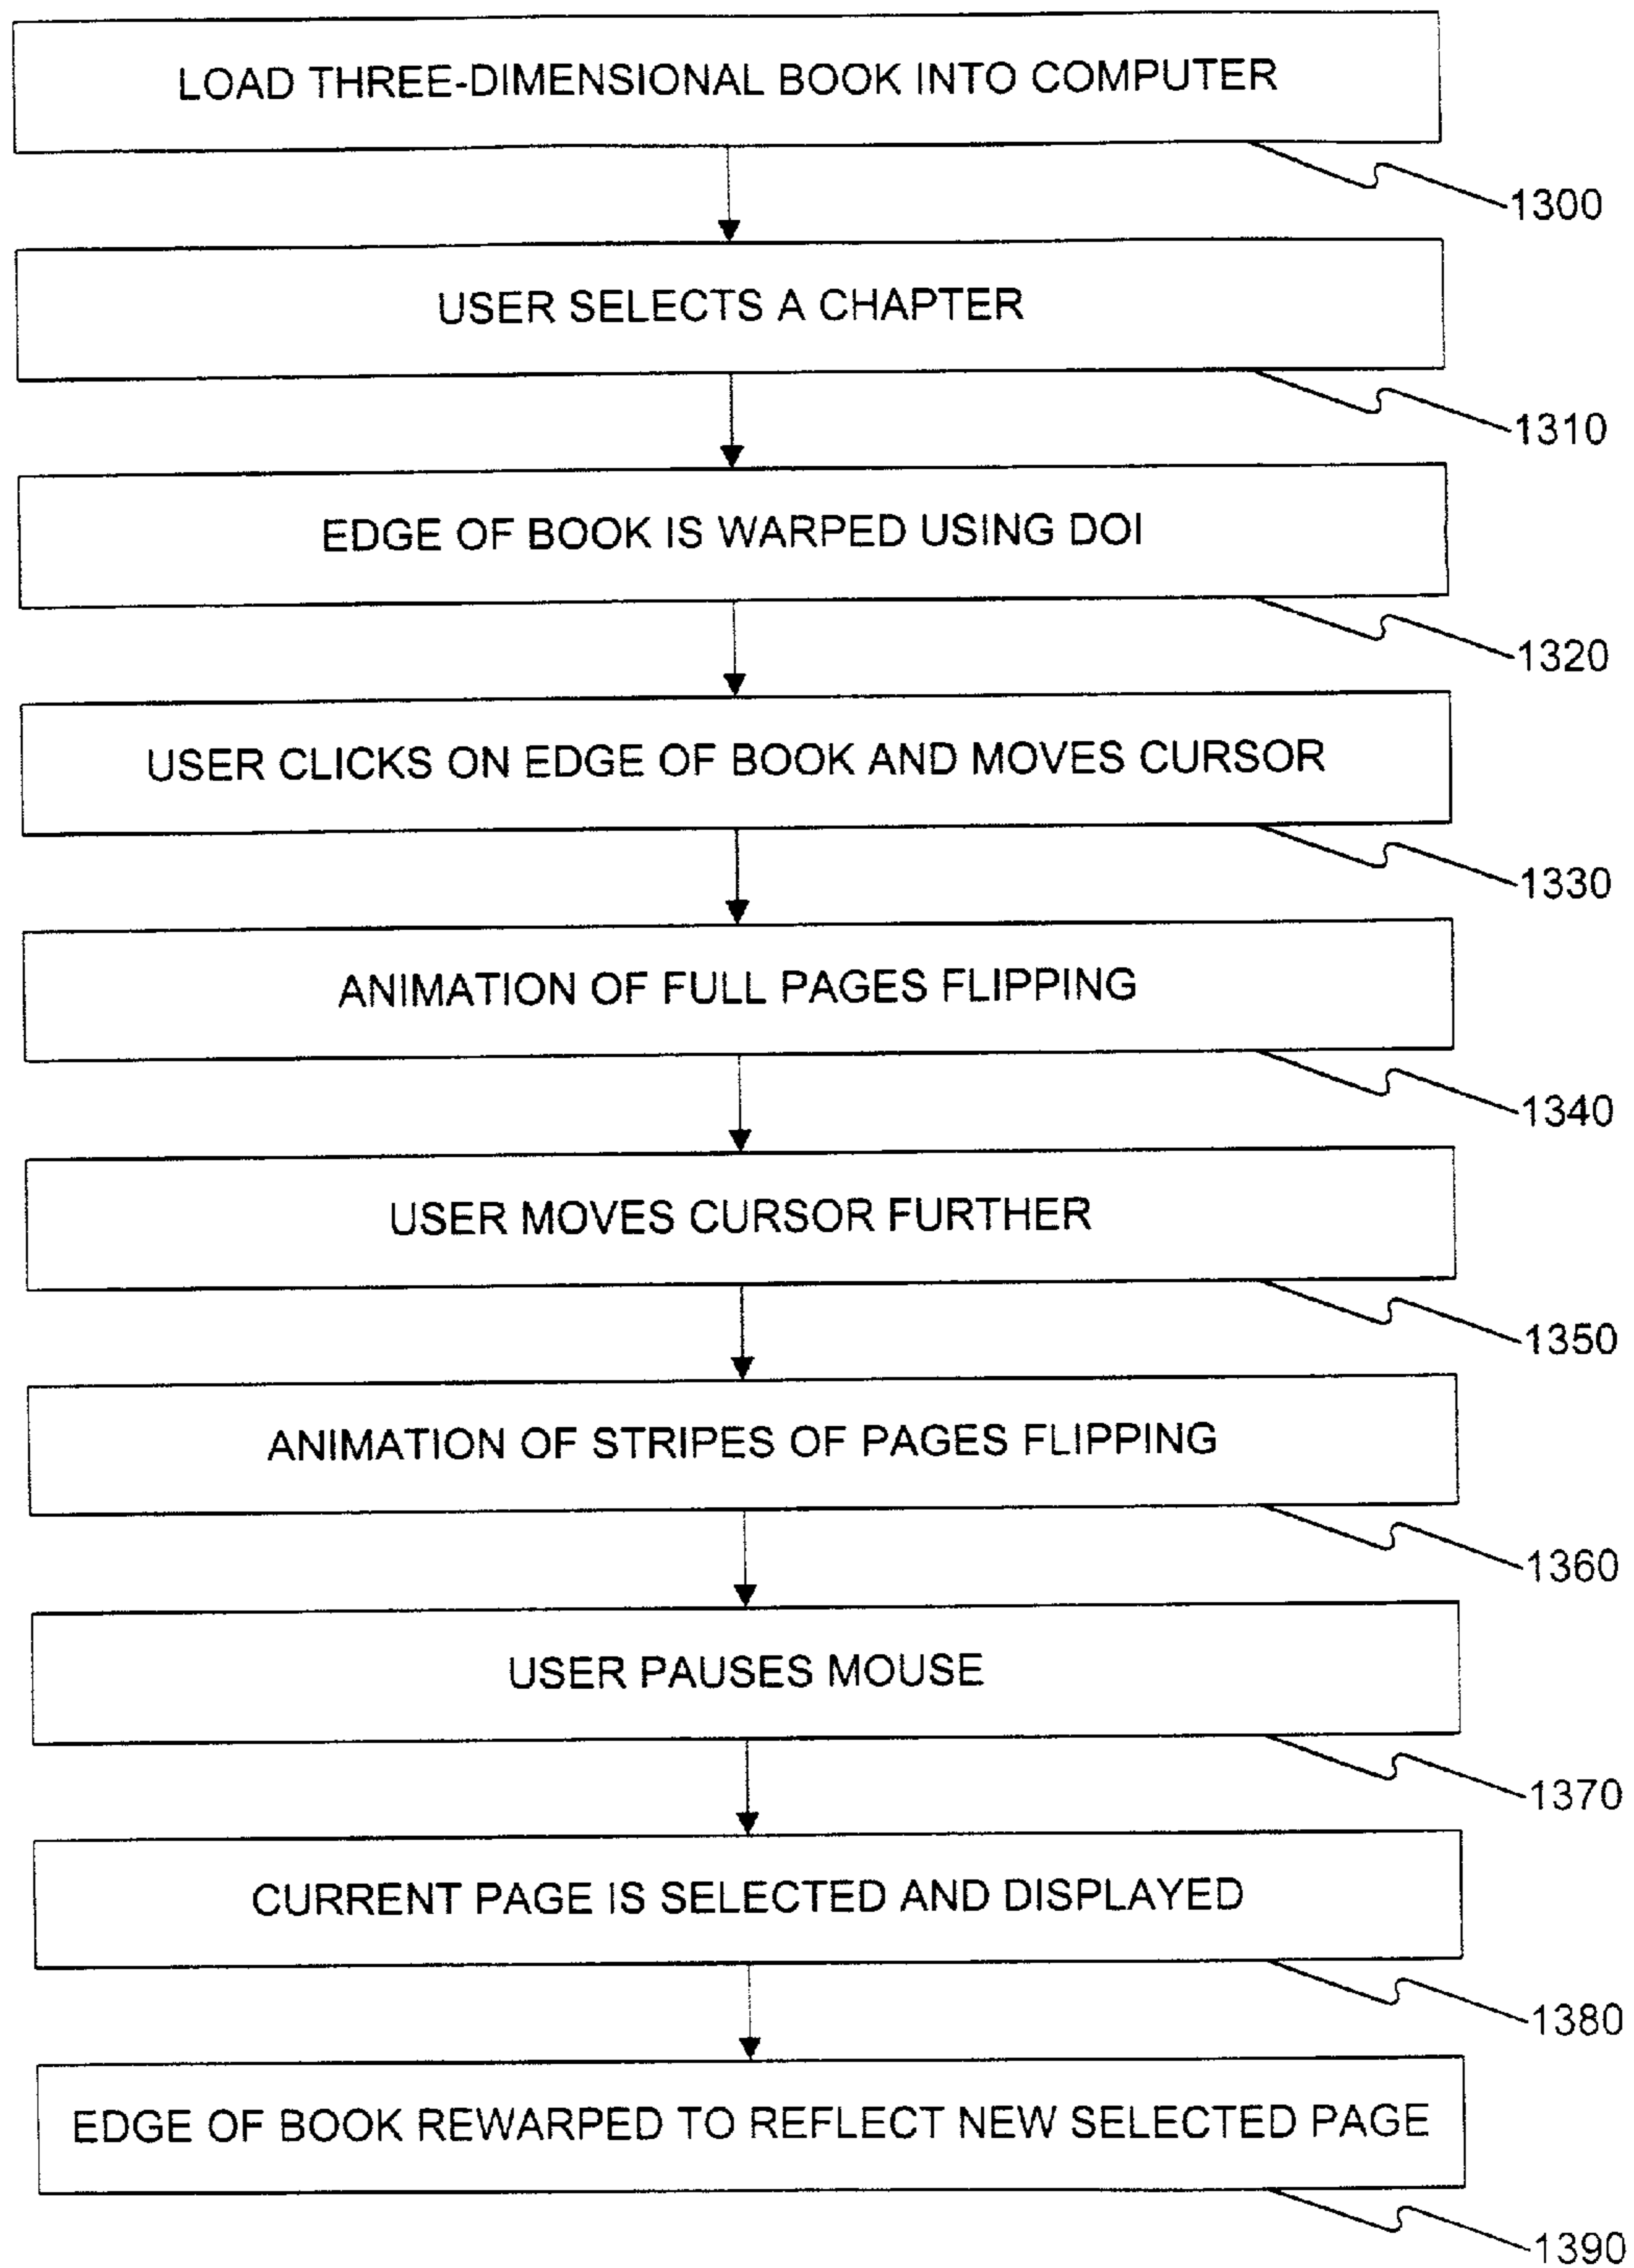 LOAD THREE-DIMENSIONAL BOOK INTO COMPUTER
1300
USER SELECTS A CHAPTER
1310
EDGE OF BOOK IS WARPED USING DOI
1320
USER CLICKS ON EDGE OF BOOK AND MOVES CURSOR
1330
ANIMATION OF FULL PAGES FLIPPING
1340
USER MOVES CURSOR FURTHER
1350
ANIMATION OF STRIPES OF PAGES FLIPPING
1360
USER PAUSES MOUSE
1370
CURRENT PAGE IS SELECTED AND DISPLAYED
1380
EDGE OF BOOK REWARPED TO REFLECT NEW SELECTED PAGE
1390